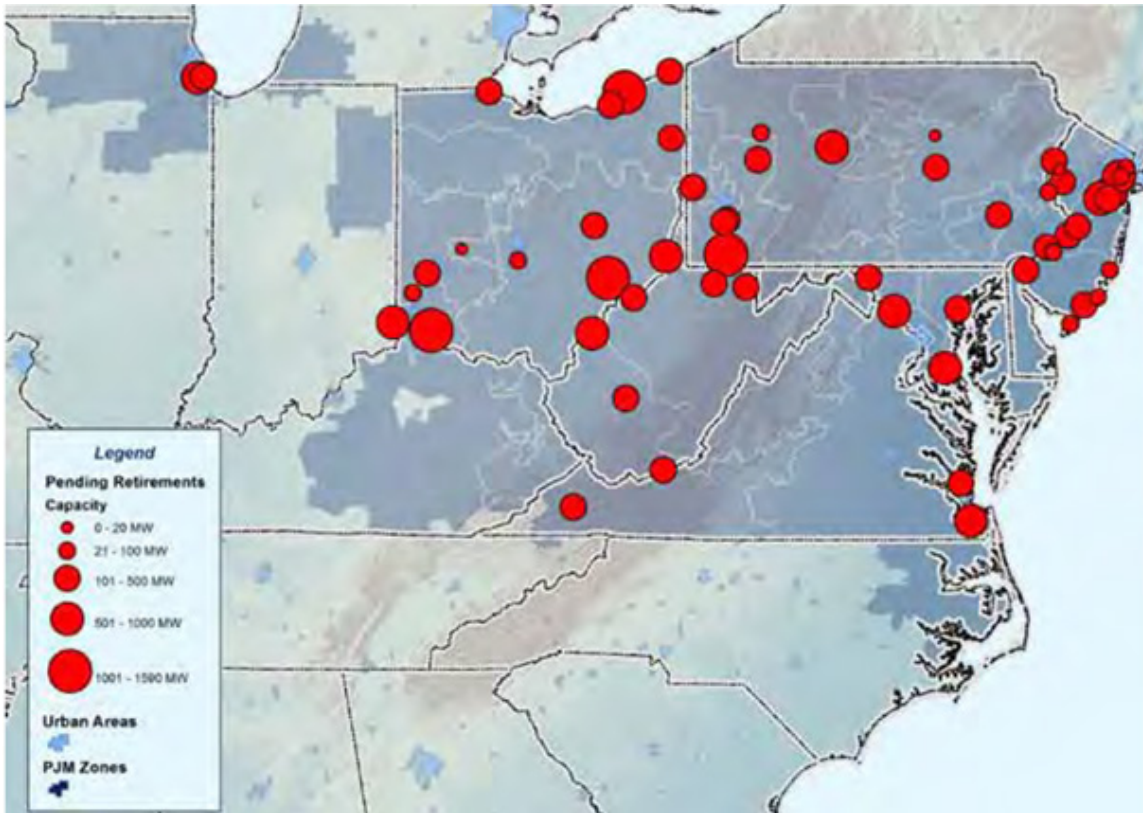 Legend
Pending Retirements
Capacity
0 - 20 MW
21 - 100 MW
101 - 500 MW
501 - 1000 MW
1001 - 1590 MW
Urban Areas
PJM Zones